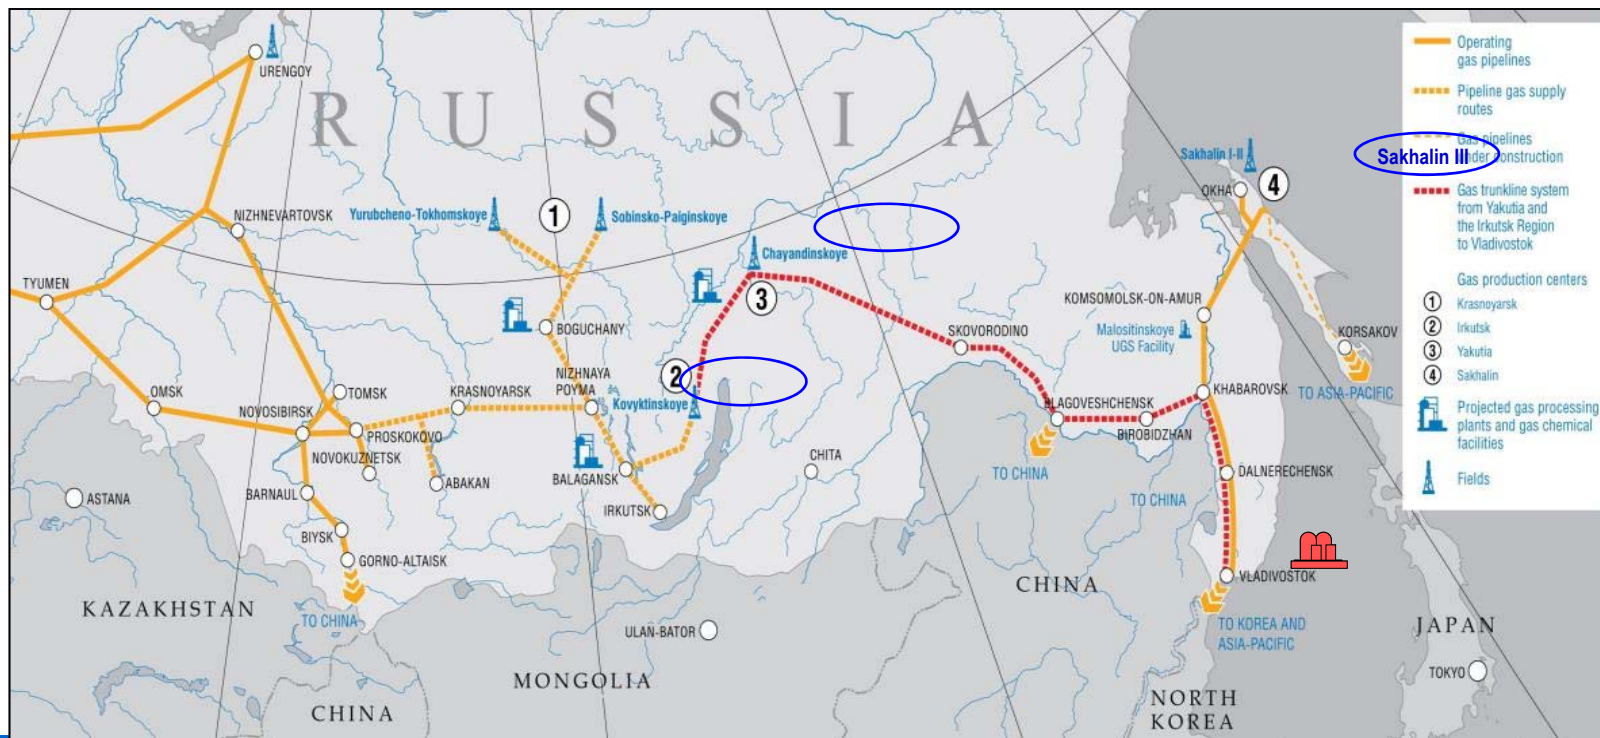 RUSSIA
URENGOY
Yurubcheno-Tokhomskoye
1
Sobinsko-Paiginskoye
NIZHNEVARTOVSK
TYUMEN
Chayandinskoye
3
BOGUCHANY
2
Kovyktinskoye
NIZHNAYA
POYMA
KRASNOYARSK
OMSK
TOMSK
NOVOSIBIRSK
PROSKOKOVO
NOVOKUZNETSK
ABAKAN
BARNAUL
BIYSK
GORNO-ALTAISK
TO CHINA
BALAGANSK
IRKUTSK
CHITA
ASTANA
KAZAKHSTAN
CHINA
MONGOLIA
ULAN-BATOR
SKOVORODINO
BLAGOVESHCHENSK
TO CHINA
BIROBIDZHAN
KHABAROVSK
KOMSOMOLSK-ON-AMUR
Malositinskoye
UGS Facility
Sakhalin I-II
OKHA
4
KORSAKOV
TO ASIA-PACIFIC
DALNERECHENSK
TO CHINA
VLADIVOSTOK
TO KOREA AND
ASIA-PACIFIC
CHINA
NORTH
KOREA
JAPAN
TOKYO
Operating
gas pipelines
Pipeline gas supply
routes
Gas pipelines
under construction
Sakhalin III
Gas trunkline system
from Yakutia and
the Irkutsk Region
to Vladivostok
Gas production centers
1 Krasnoyarsk
2 Irkutsk
3 Yakutia
4 Sakhalin
Projected gas processing
plants and gas chemical
facilities
Fields